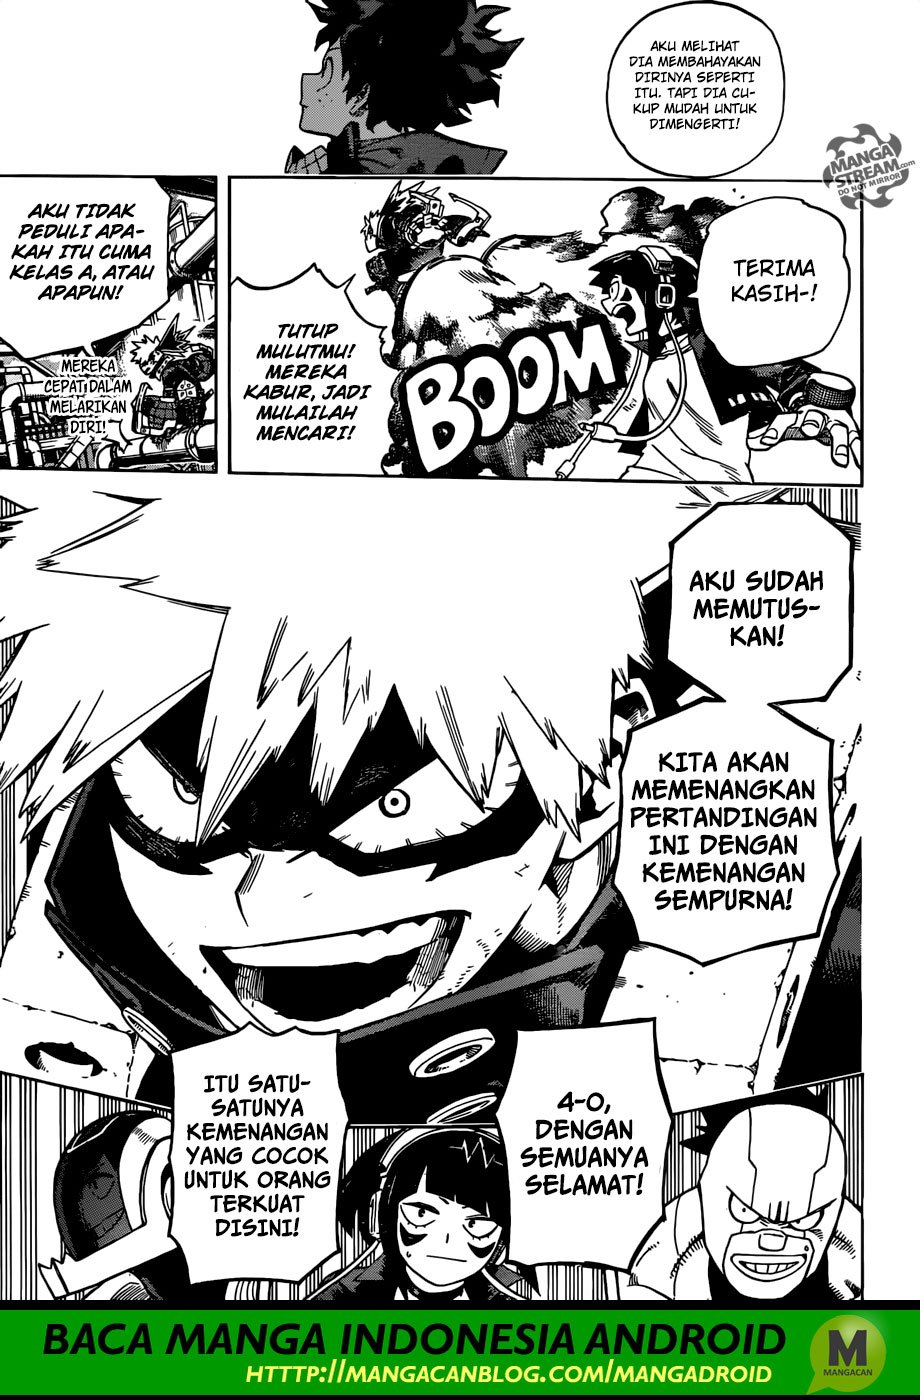 AKU MELIHAT
DIA MEMBAHAYAKAN
DIRINYA SEPERTI
ITU. TAPI DIA CU-
KUP MUDAH UNTUK
DIMENGERTI!
MANGA
STREAM.com
DO NOT MIRROR
TERIMA
KASIH-!
BOOM
TUTUP
MULUTMU!
MEREKA
KABUR, JADI
MULAILAH
MENCARI!
AKU TIDAK
PEDULI APA-
KAH ITU CUMA
KELAS A, ATAU
APAPUN!
MEREKA
CEPAT DALAM
MELARIKAN
DIRI!
AKU SUDAH
MEMUTUS-
KAN!
KITA AKAN
MEMENANGKAN
PERTANDINGAN
INI DENGAN
KEMENANGAN
SEMPURNA!
4-0,
DENGAN
SEMUANYA
SELAMAT!
ITU SATU-
SATUNYA
KEMENANGAN
YANG COCOK
UNTUK ORANG
TERKUAT
DISINI!
BACA MANGA INDONESIA ANDROID
HTTTP://MANGACANBLOG.COM/MANGADROID
M
MANGACAN